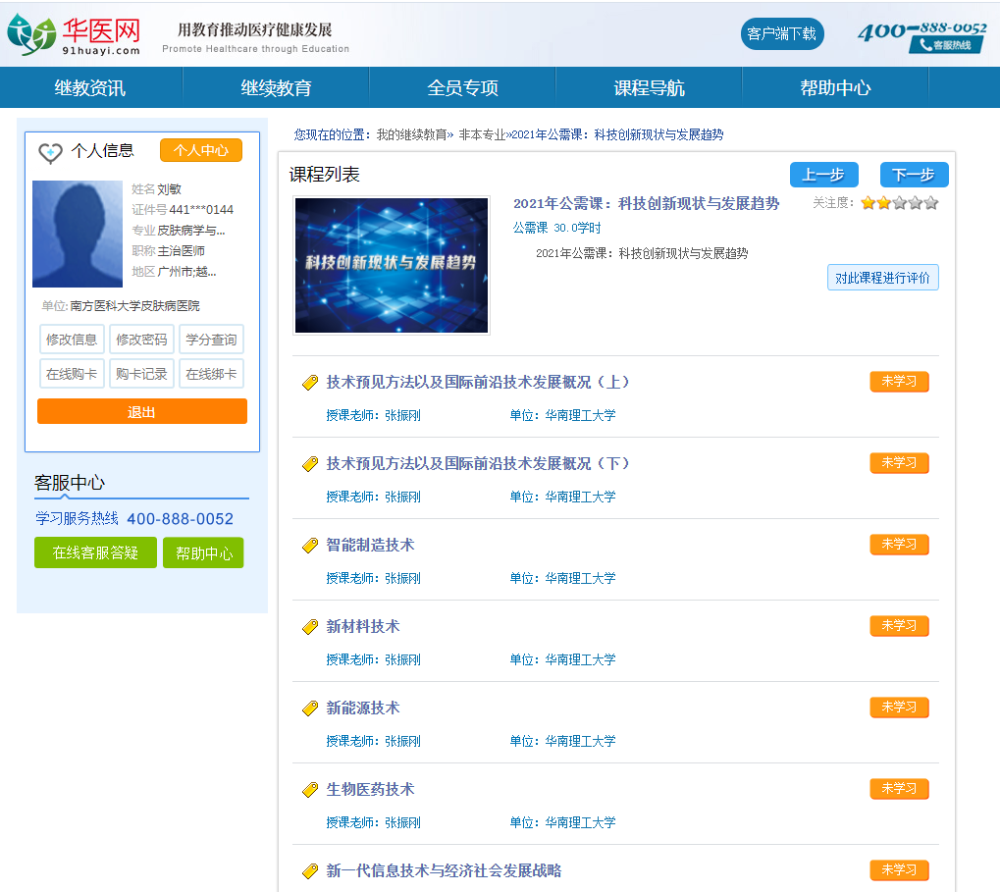 华医网
91huayi.com
用教育推动医疗健康发展
Promote Healthcare through Education
客户端下载
400-888-0052
客服热线
继教资讯 继续教育 全员专项 课程导航 帮助中心
您现在的位置：我的继续教育» 非本专业»2021年公需课：科技创新现状与发展趋势
个人信息 个人中心
姓名 刘敏
证件号 441***0144
专业 皮肤病学与...
职称 主治医师
地区 广州市;越...
单位: 南方医科大学皮肤病医院
修改信息 修改密码 学分查询
在线购卡 购卡记录 在线绑卡
退出
客服中心
学习服务热线 400-888-0052
在线客服答疑 帮助中心
课程列表 上一步 下一步
科技创新现状与发展趋势
2021年公需课：科技创新现状与发展趋势 关注度：
公需课 30.0学时
2021年公需课：科技创新现状与发展趋势
对此课程进行评价
技术预见方法以及国际前沿技术发展概况（上） 未学习
授课老师：张振刚 单位：华南理工大学
技术预见方法以及国际前沿技术发展概况（下） 未学习
授课老师：张振刚 单位：华南理工大学
智能制造技术 未学习
授课老师：张振刚 单位：华南理工大学
新材料技术 未学习
授课老师：张振刚 单位：华南理工大学
新能源技术 未学习
授课老师：张振刚 单位：华南理工大学
生物医药技术 未学习
授课老师：张振刚 单位：华南理工大学
新一代信息技术与经济社会发展战略 未学习